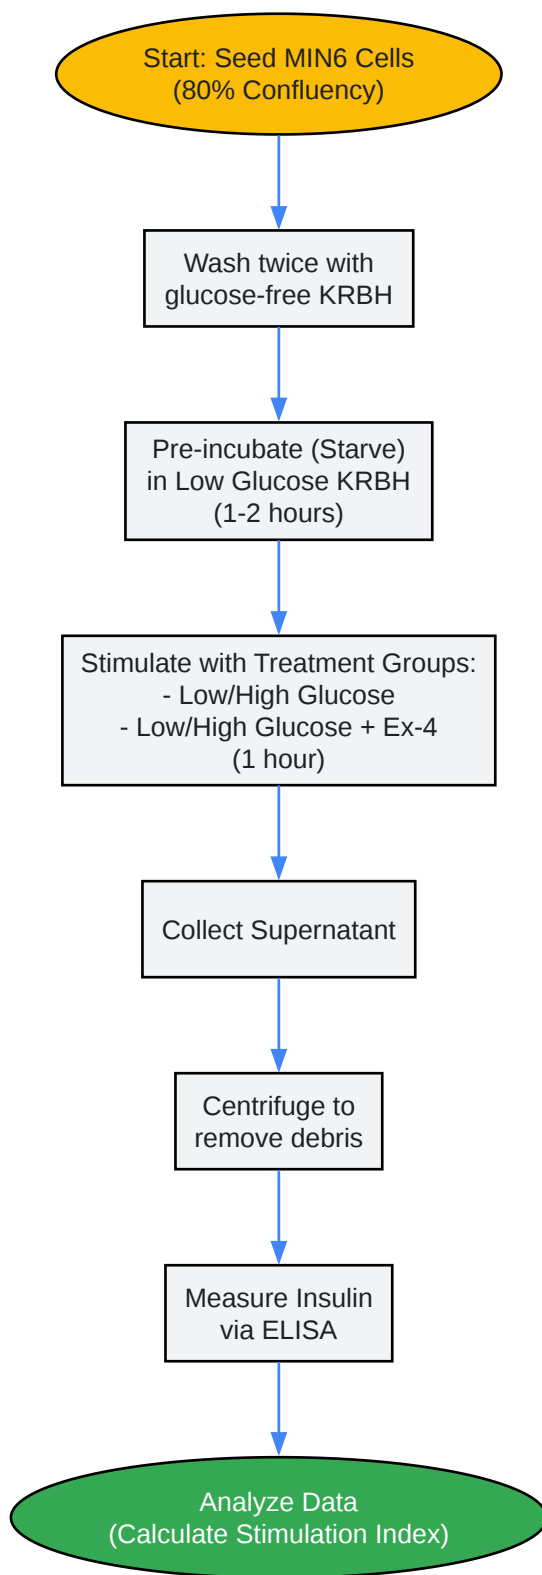 Start: Seed MIN6 Cells
(80% Confluency)
Wash twice with
glucose-free KRBH
Pre-incubate (Starve)
in Low Glucose KRBH
(1-2 hours)
Stimulate with Treatment Groups:
- Low/High Glucose
- Low/High Glucose + Ex-4
(1 hour)
Collect Supernatant
Centrifuge to
remove debris
Measure Insulin
via ELISA
Analyze Data
(Calculate Stimulation Index)